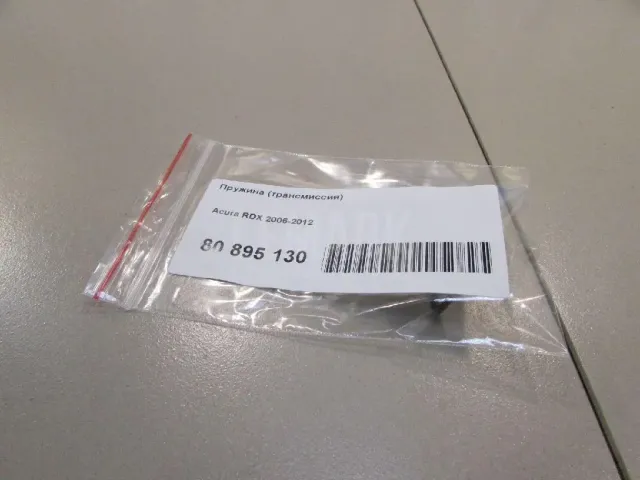 Пружина (трансмиссии)
Acura RDX 2006-2012
80 895 130